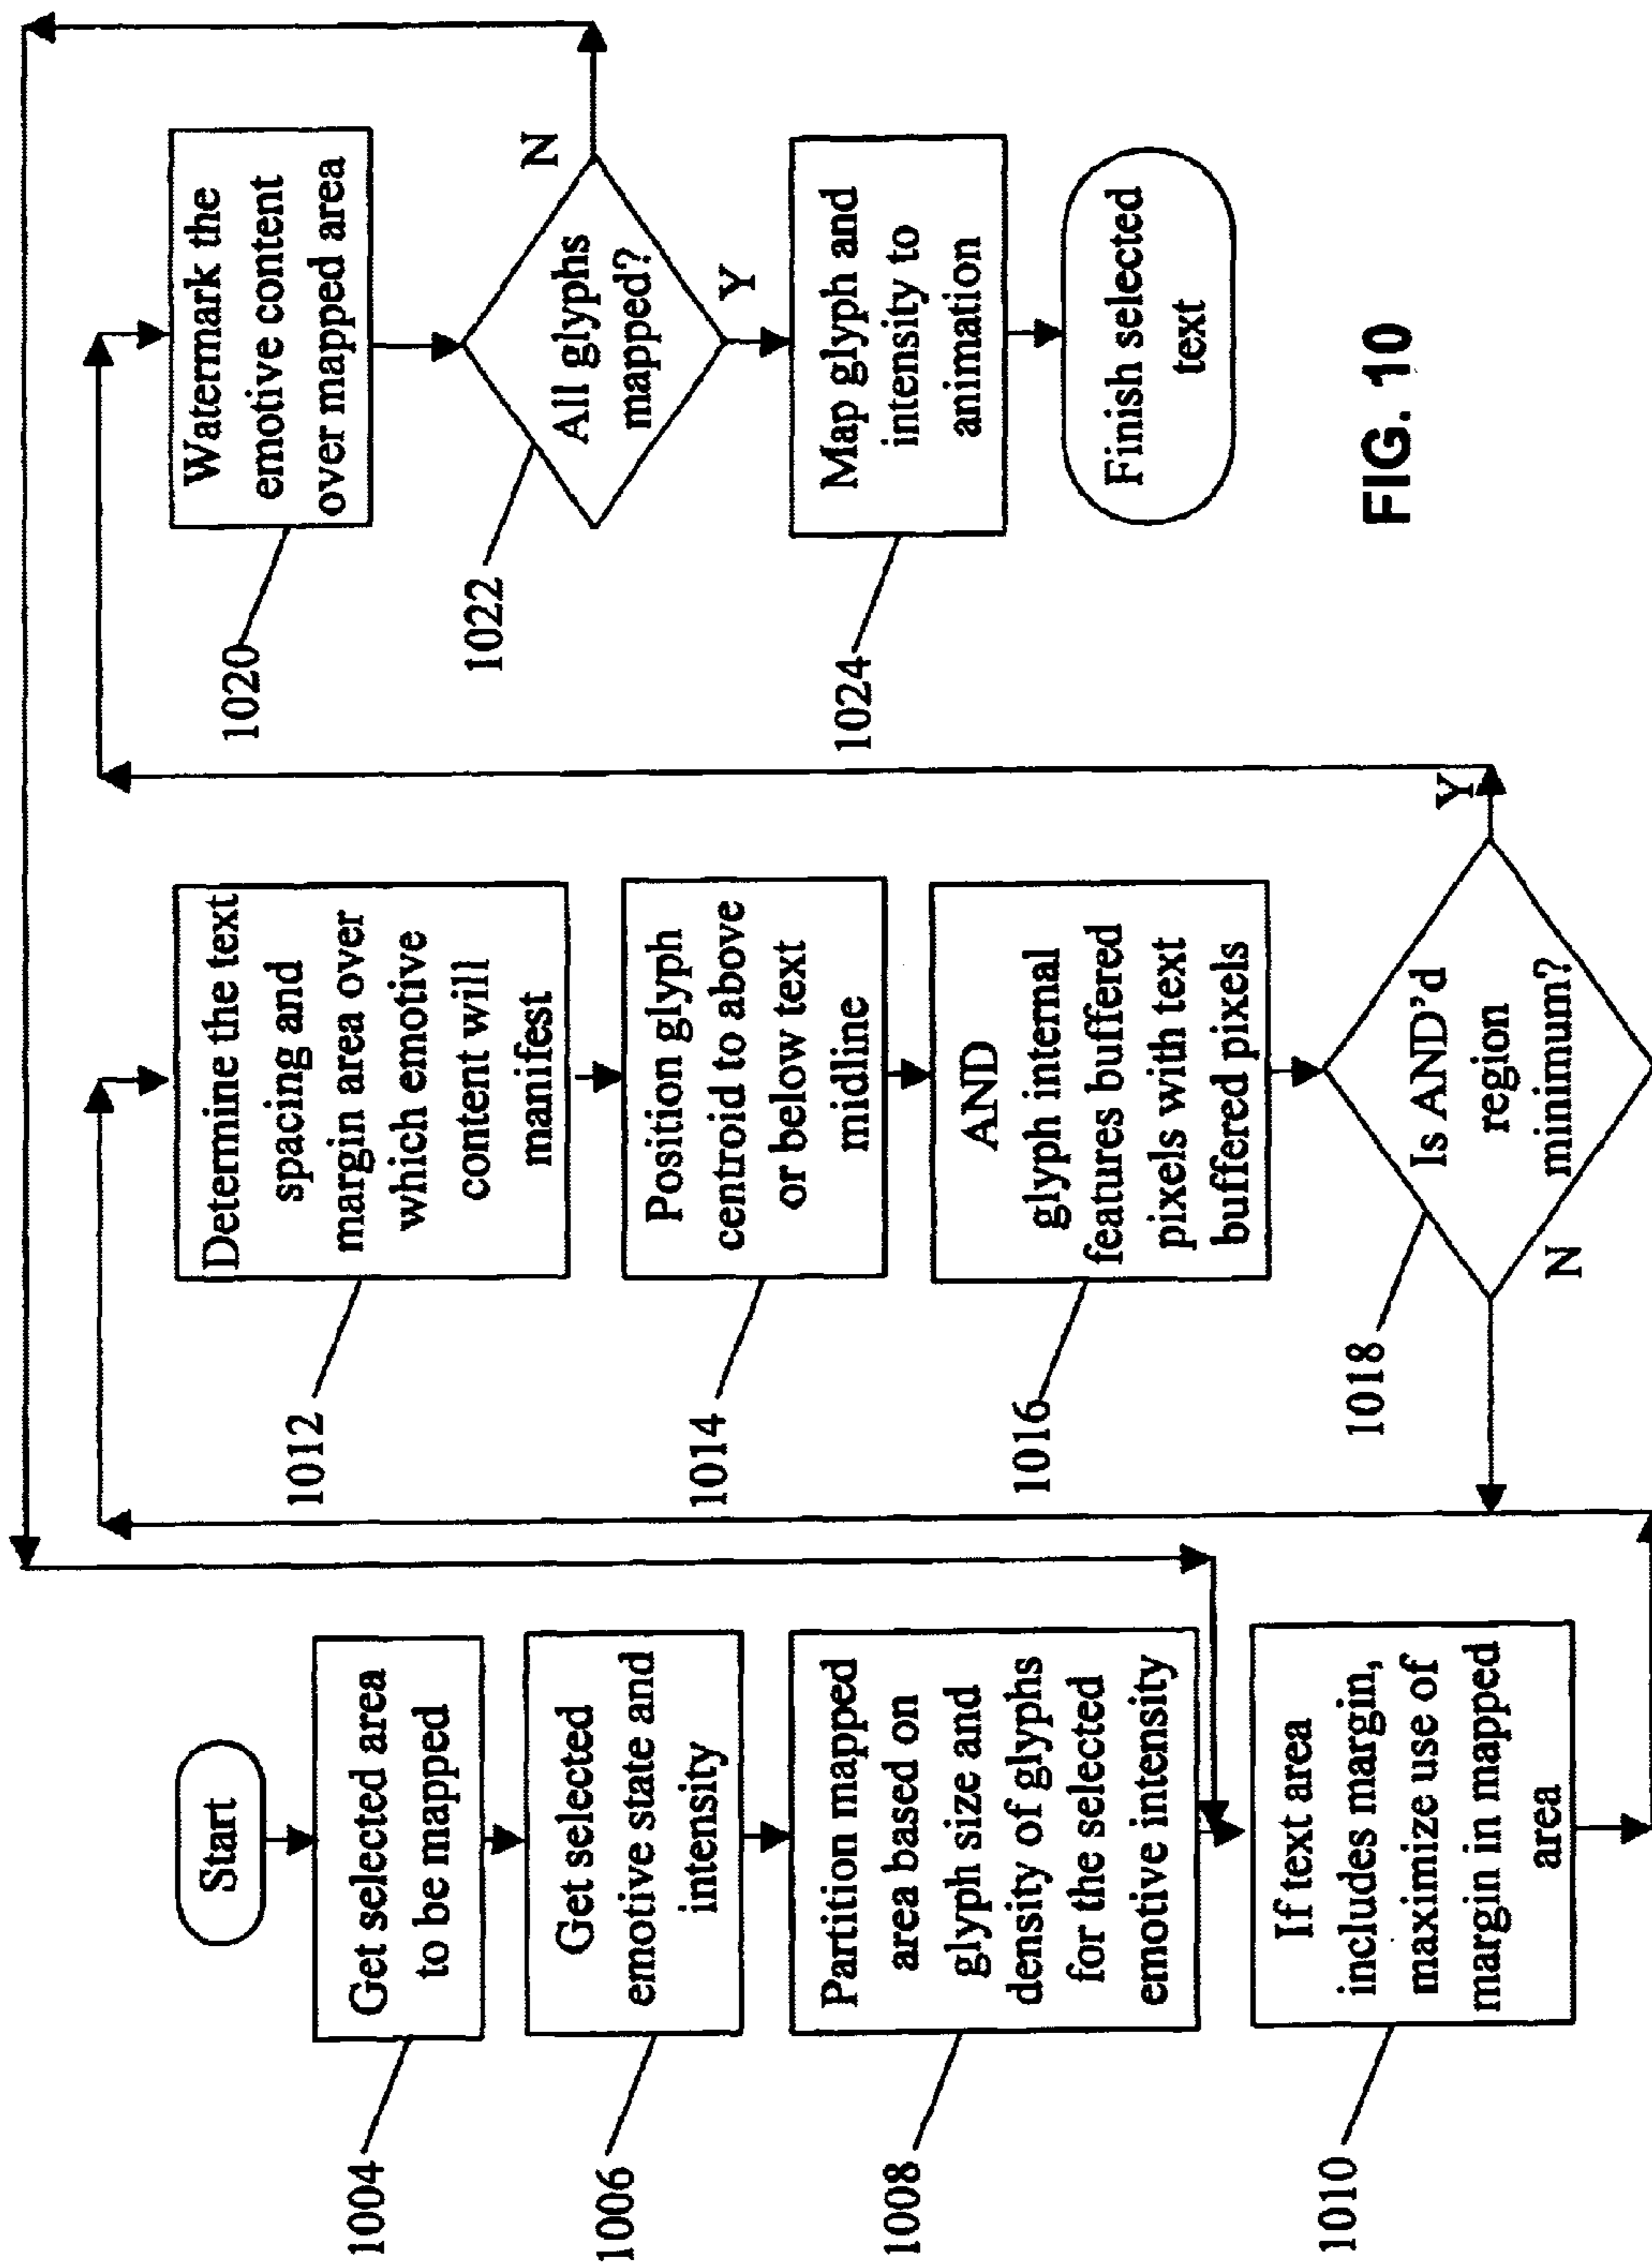 Start
Get selected area
to be mapped
1004
Get selected
emotive state and
intensity
1006
Partition mapped
area based on
glyph size and
density of glyphs
for the selected
emotive intensity
1008
If text area
includes margin,
maximize use of
margin in mapped
area
1010
Determine the text
spacing and
margin area over
which emotive
content will
manifest
1012
Position glyph
centroid to above
or below text
midline
1014
AND
glyph internal
features buffered
pixels with text
buffered pixels
1016
Is AND'd
region
minimum?
1018
N
Y
Watermark the
emotive content
over mapped area
1020
All glyphs
mapped?
1022
N
Y
Map glyph and
intensity to
animation
1024
Finish selected
text
FIG. 10